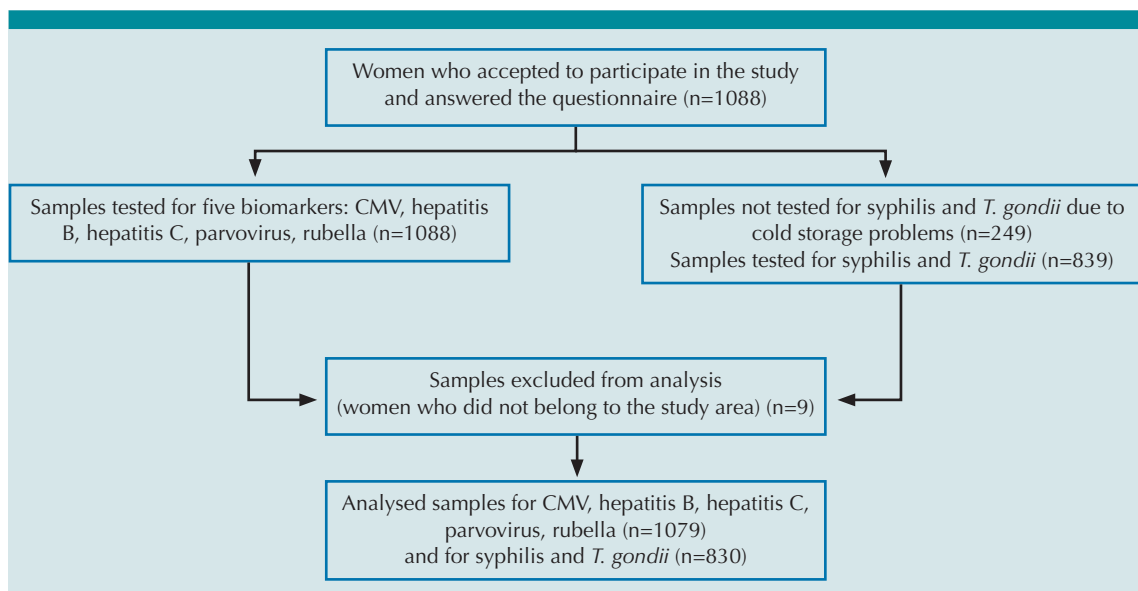 Women who accepted to participate in the study
and answered the questionnaire (n=1088)
Samples tested for five biomarkers: CMV, hepatitis
B, hepatitis C, parvovirus, rubella (n=1088)
Samples not tested for syphilis and T. gondii due to
cold storage problems (n=249)
Samples tested for syphilis and T. gondii (n=839)
Samples excluded from analysis
(women who did not belong to the study area) (n=9)
Analysed samples for CMV, hepatitis B, hepatitis C,
parvovirus, rubella (n=1079)
and for syphilis and T. gondii (n=830)